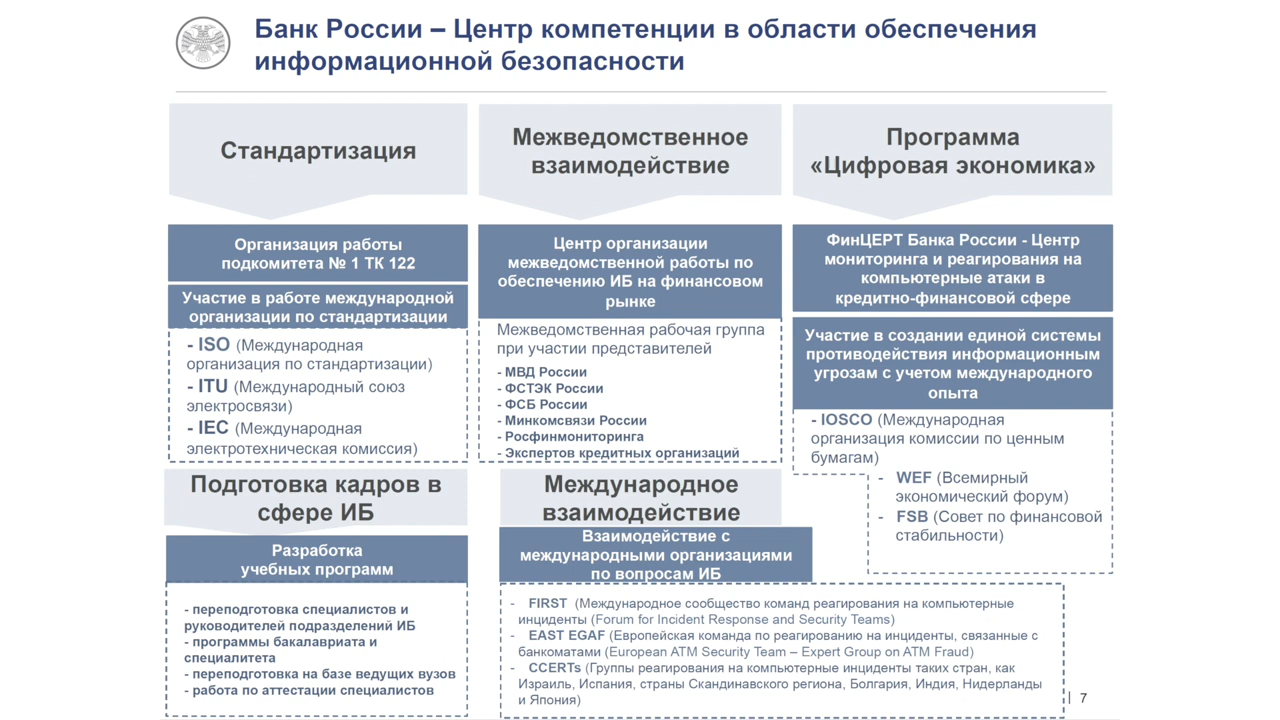 Банк России – Центр компетенции в области обеспечения
информационной безопасности
Стандартизация
Организация работы
подкомитета № 1 ТК 122
Участие в работе международной
организации по стандартизации
- ISO (Международная
организация по стандартизации)
- ITU (Международный союз
электросвязи)
- IEC (Международная
электротехническая комиссия)
Межведомственное
взаимодействие
Центр организации
межведомственной работы по
обеспечению ИБ на финансовом
рынке
Межведомственная рабочая группа
при участии представителей
- МВД России
- ФСТЭК России
- ФСБ России
- Минкомсвязи России
- Росфинмониторинга
- Экспертов кредитных организаций
Программа
«Цифровая экономика»
ФинЦЕРТ Банка России - Центр
мониторинга и реагирования на
компьютерные атаки в
кредитно-финансовой сфере
Участие в создании единой системы
противодействия информационным
угрозам с учетом международного
опыта
- IOSCO (Международная
организация комиссии по ценным
бумагам)
- WEF (Всемирный
экономический форум)
- FSB (Совет по финансовой
стабильности)
Подготовка кадров в
сфере ИБ
Разработка
учебных программ
- переподготовка специалистов и
руководителей подразделений ИБ
- программы бакалавриата и
специалитета
- переподготовка на базе ведущих вузов
- работа по аттестации специалистов
Международное
взаимодействие
Взаимодействие с
международными организациями
по вопросам ИБ
- FIRST (Международное сообщество команд реагирования на компьютерные
инциденты (Forum for Incident Response and Security Teams)
- EAST EGAF (Европейская команда по реагированию на инциденты, связанные с
банкоматами (European ATM Security Team – Expert Group on ATM Fraud)
- CCERTs (Группы реагирования на компьютерные инциденты таких стран, как
Израиль, Испания, страны Скандинавского региона, Болгария, Индия, Нидерланды
и Япония)
7